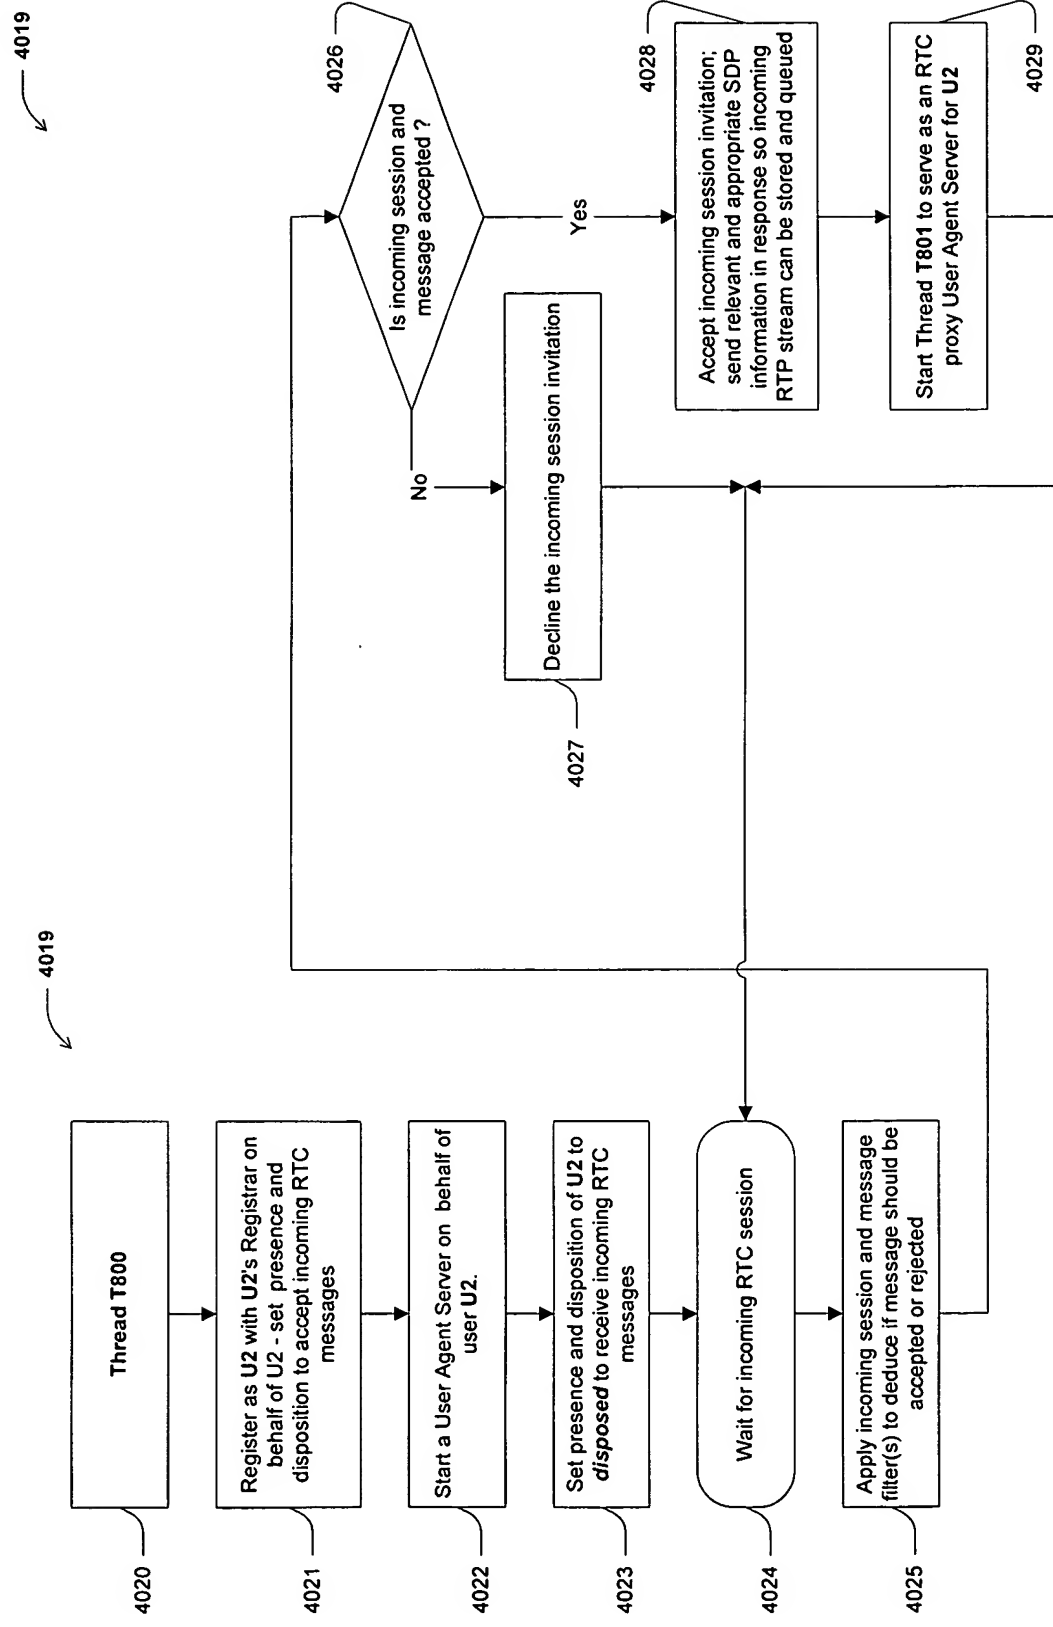 4019
Thread T800
4020
Register as U2 with U2's Registrar on
behalf of U2 - set presence and
disposition to accept incoming RTC
messages
4021
Start a User Agent Server on behalf of
user U2.
4022
Set presence and disposition of U2 to
disposed to receive incoming RTC
messages
4023
Wait for incoming RTC session
4024
Apply incoming session and message
filter(s) to deduce if message should be
accepted or rejected
4025
4019
4026
Is incoming session and
message accepted ?
No
Yes
Decline the incoming session invitation
4027
4028
Accept incoming session invitation;
send relevant and appropriate SDP
information in response so incoming
RTP stream can be stored and queued
Start Thread T801 to serve as an RTC
proxy User Agent Server for U2
4029